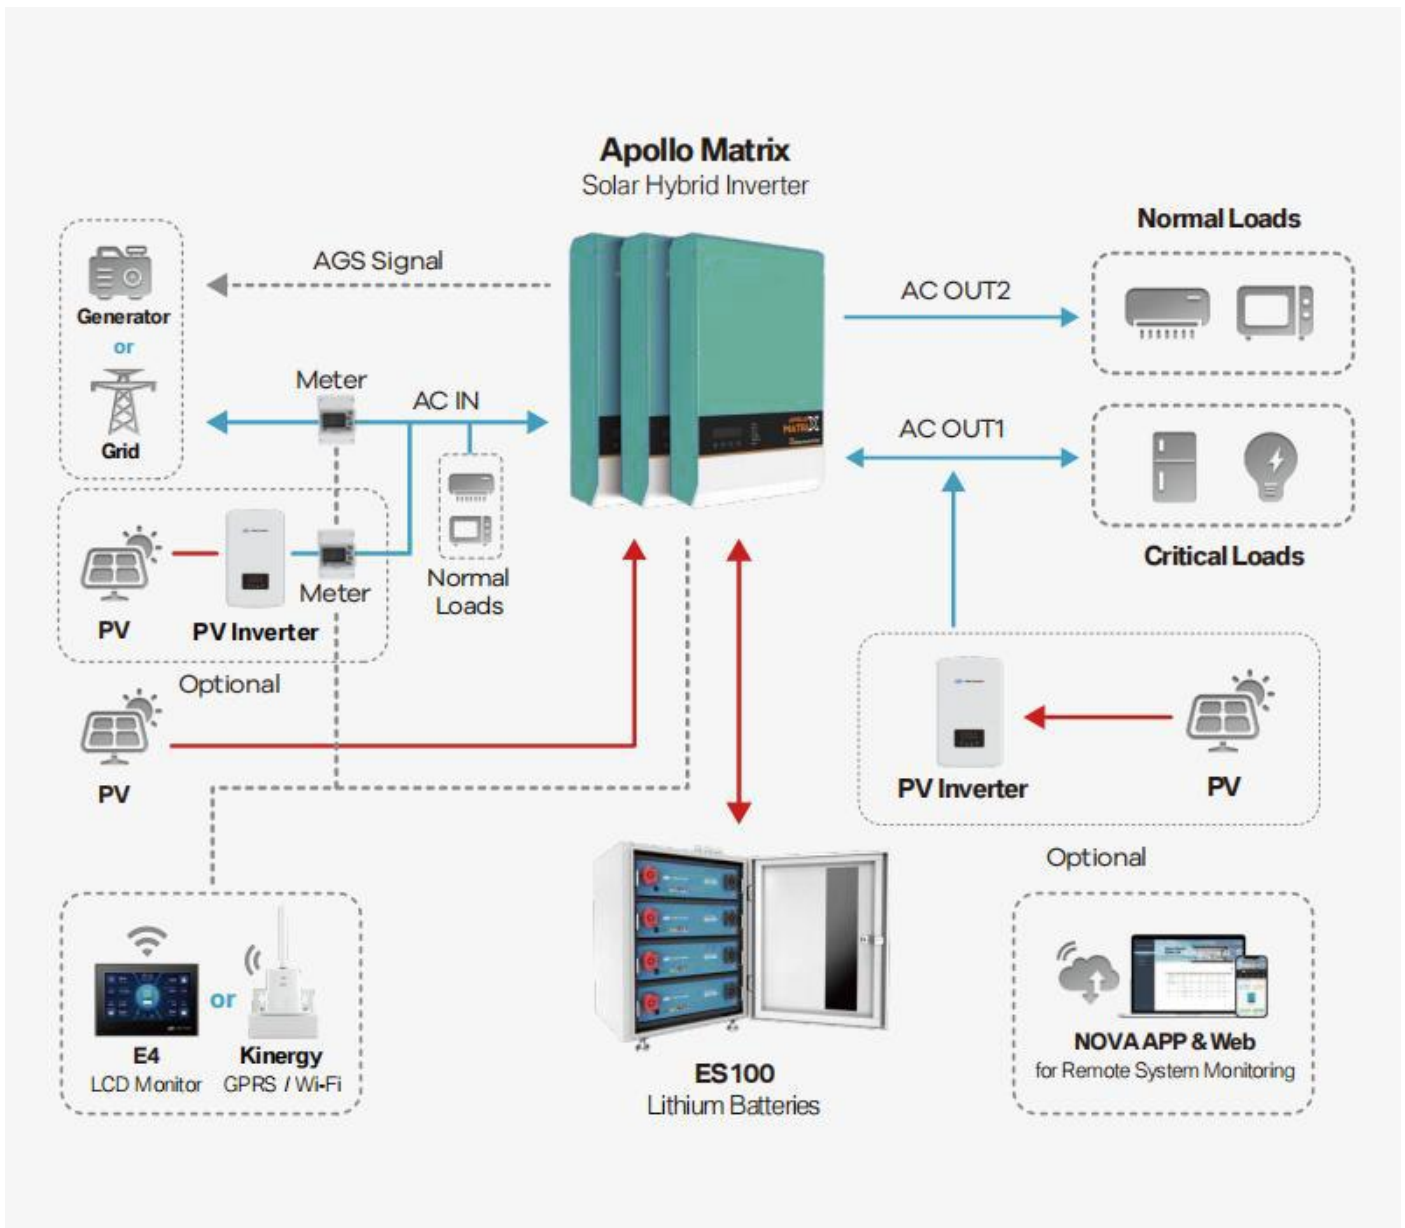 Apollo Matrix
Solar Hybrid Inverter
Normal Loads
AGS Signal
AC OUT2
Generator
or
Grid
Meter
AC IN
AC OUT1
MATRIX
Critical Loads
Normal
Loads
Meter
PV
PV Inverter
Optional
PV
PV Inverter
PV
Optional
or
E4
LCD Monitor
Kinergy
GPRS / Wi-Fi
ES100
Lithium Batteries
NOVA APP & Web
for Remote System Monitoring